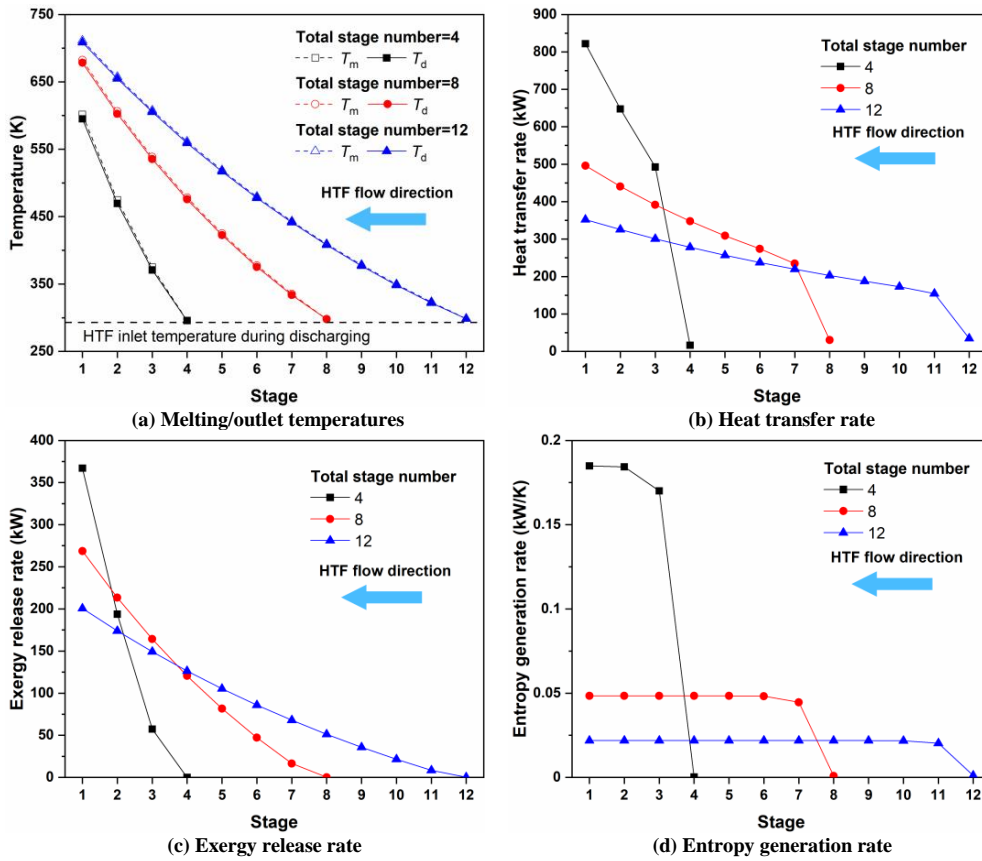 750
650
550
450
350
250
Temperature (K)
Total stage number=4
Tm Td
Total stage number=8
Tm Td
Total stage number=12
Tm Td
HTF flow direction
HTF inlet temperature during discharging
1 2 3 4 5 6 7 8 9 10 11 12
Stage
(a) Melting/outlet temperatures
900
800
700
600
500
400
300
200
100
0
Heat transfer rate (kW)
Total stage number
4
8
12
HTF flow direction
1 2 3 4 5 6 7 8 9 10 11 12
Stage
(b) Heat transfer rate
400
350
300
250
200
150
100
50
0
Exergy release rate (kW)
Total stage number
4
8
12
HTF flow direction
1 2 3 4 5 6 7 8 9 10 11 12
Stage
(c) Exergy release rate
0.2
0.15
0.1
0.05
0
Entropy generation rate (kW/K)
Total stage number
4
8
12
HTF flow direction
1 2 3 4 5 6 7 8 9 10 11 12
Stage
(d) Entropy generation rate